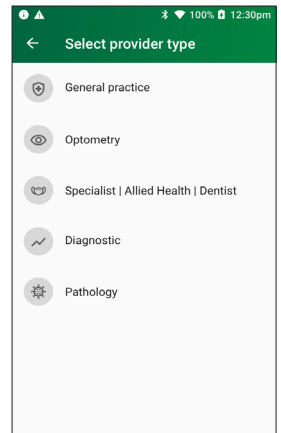 100% 12:30pm
Select provider type
General practice
Optometry
Specialist | Allied Health | Dentist
Diagnostic
Pathology